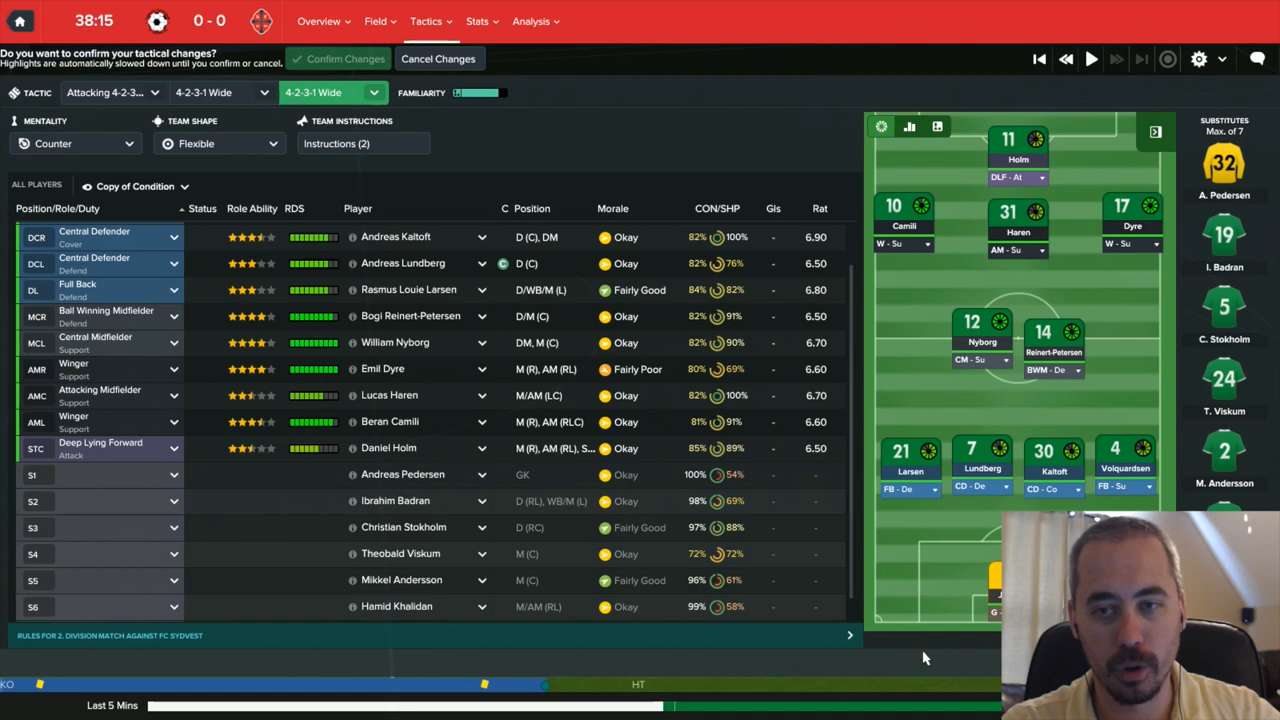 38:15
0 - 0
Overview
Field
Tactics
Stats
Analysis
Do you want to confirm your tactical changes?
Highlights are automatically slowed down until you confirm or cancel.
Confirm Changes
Cancel Changes
TACTIC
Attacking 4-2-3...
4-2-3-1 Wide
4-2-3-1 Wide
FAMILIARITY
MENTALITY
TEAM SHAPE
TEAM INSTRUCTIONS
Counter
Flexible
Instructions (2)
ALL PLAYERS
Copy of Condition
Position/Role/Duty Status Role Ability RDS Player C Position Morale CON/SHP Gls Rat
DCR Central Defender Cover Andreas Kaltoft D (C), DM Okay 82% 100% - 6.90
DCL Central Defender Defend Andreas Lundberg C D (C) Okay 82% 76% - 6.50
DL Full Back Defend Rasmus Louie Larsen D/WB/M (L) Fairly Good 84% 82% - 6.80
MCR Ball Winning Midfielder Defend Bogi Reinert-Petersen D/M (C) Okay 82% 91% - 6.50
MCL Central Midfielder Support William Nyborg DM, M (C) Okay 82% 90% - 6.70
AMR Winger Support Emil Dyre M (R), AM (RL) Fairly Poor 80% 69% - 6.60
AMC Attacking Midfielder Support Lucas Haren M/AM (LC) Okay 82% 100% - 6.70
AML Winger Support Beran Camili M (R), AM (RLC) Okay 81% 91% - 6.60
STC Deep Lying Forward Attack Daniel Holm M (R), AM (RL), S... Okay 85% 89% - 6.50
S1 Andreas Pedersen GK Okay 100% 54% - -
S2 Ibrahim Badran D (RL), WB/M (L) Okay 98% 69% - -
S3 Christian Stokholm D (RC) Fairly Good 97% 88% - -
S4 Theobald Viskum M (C) Okay 72% 72% - -
S5 Mikkel Andersson M (C) Fairly Good 96% 61% - -
S6 Hamid Khalidan M/AM (RL) Okay 99% 58% - -
RULES FOR 2. DIVISION MATCH AGAINST FC SYDVEST
KO
HT
Last 5 Mins
11
Holm
DLF - At
10
Camili
W - Su
31
Haren
AM - Su
17
Dyre
W - Su
12
Nyborg
CM - Su
14
Reinert-Petersen
BWM - De
21
Larsen
FB - De
7
Lundberg
CD - De
30
Kaltoft
CD - Co
4
Volquardsen
FB - Su
J
G -
SUBSTITUTES
Max. of 7
32
A. Pedersen
19
I. Badran
5
C. Stokholm
24
T. Viskum
2
M. Andersson